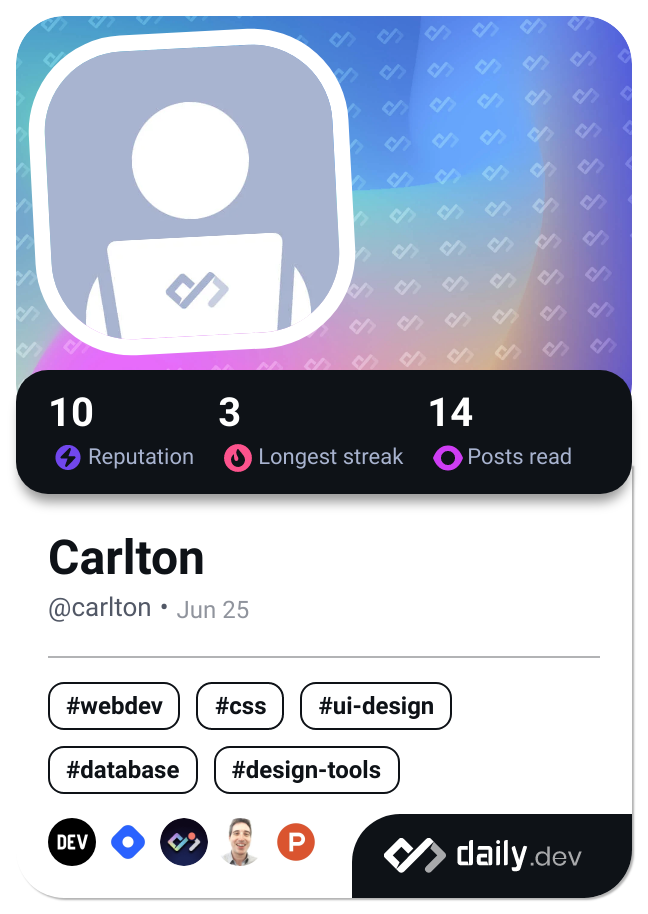 10 3 14
Reputation Longest streak Posts read
Carlton
@carlton • Jun 25
#webdev #css #ui-design
#database #design-tools
DEV P daily.dev